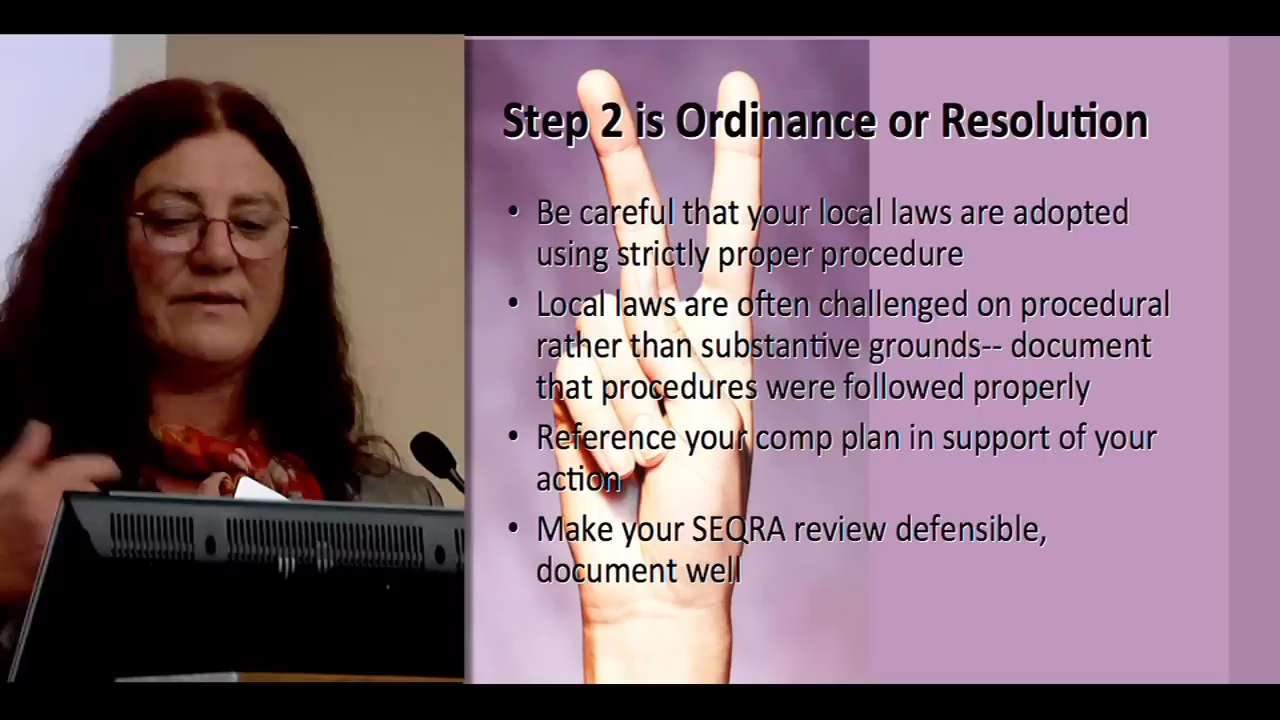 Step 2 is Ordinance or Resolution
• Be careful that your local laws are adopted
using strictly proper procedure
• Local laws are often challenged on procedural
rather than substantive grounds-- document
that procedures were followed properly
• Reference your comp plan in support of your
action
• Make your SEQRA review defensible,
document well